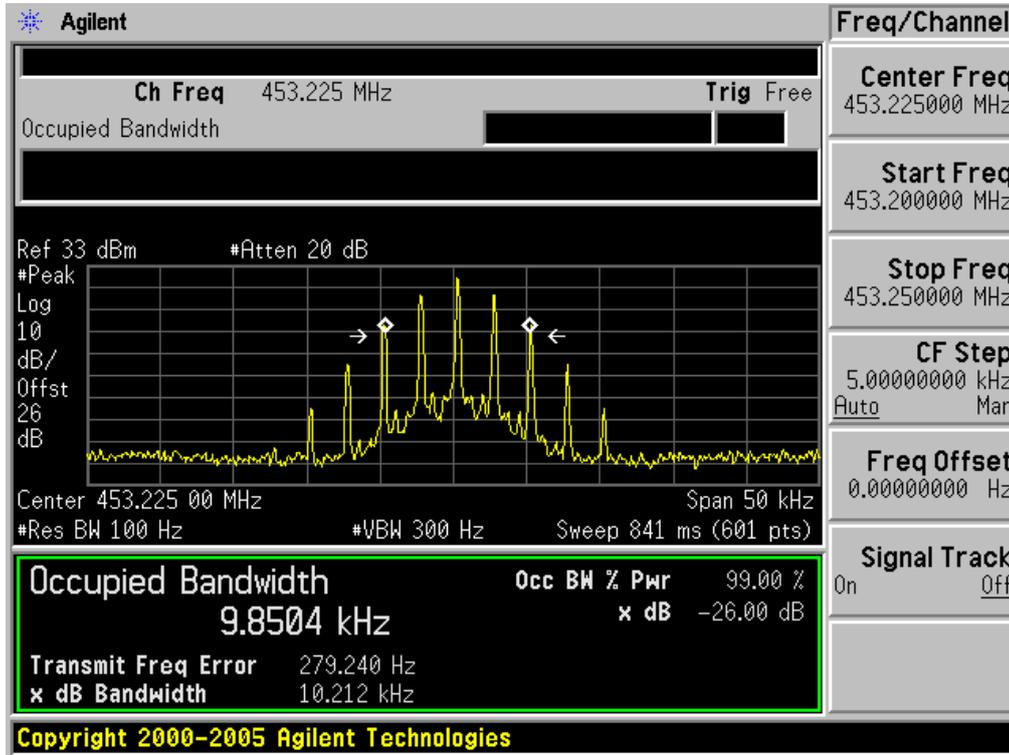 Agilent
Freq/Channel
Ch Freq 453.225 MHz Trig Free
Occupied Bandwidth
Center Freq
453.225000 MHz
Start Freq
453.200000 MHz
Stop Freq
453.250000 MHz
CF Step
5.00000000 kHz
Auto Man
Freq Offset
0.00000000 Hz
Signal Track
On Off
Ref 33 dBm #Atten 20 dB
#Peak
Log
10
dB/
Offst
26
dB
Center 453.225 00 MHz Span 50 kHz
#Res BW 100 Hz #VBW 300 Hz Sweep 841 ms (601 pts)
Occupied Bandwidth
9.8504 kHz
Occ BW % Pwr 99.00 %
x dB -26.00 dB
Transmit Freq Error 279.240 Hz
x dB Bandwidth 10.212 kHz
Copyright 2000-2005 Agilent Technologies